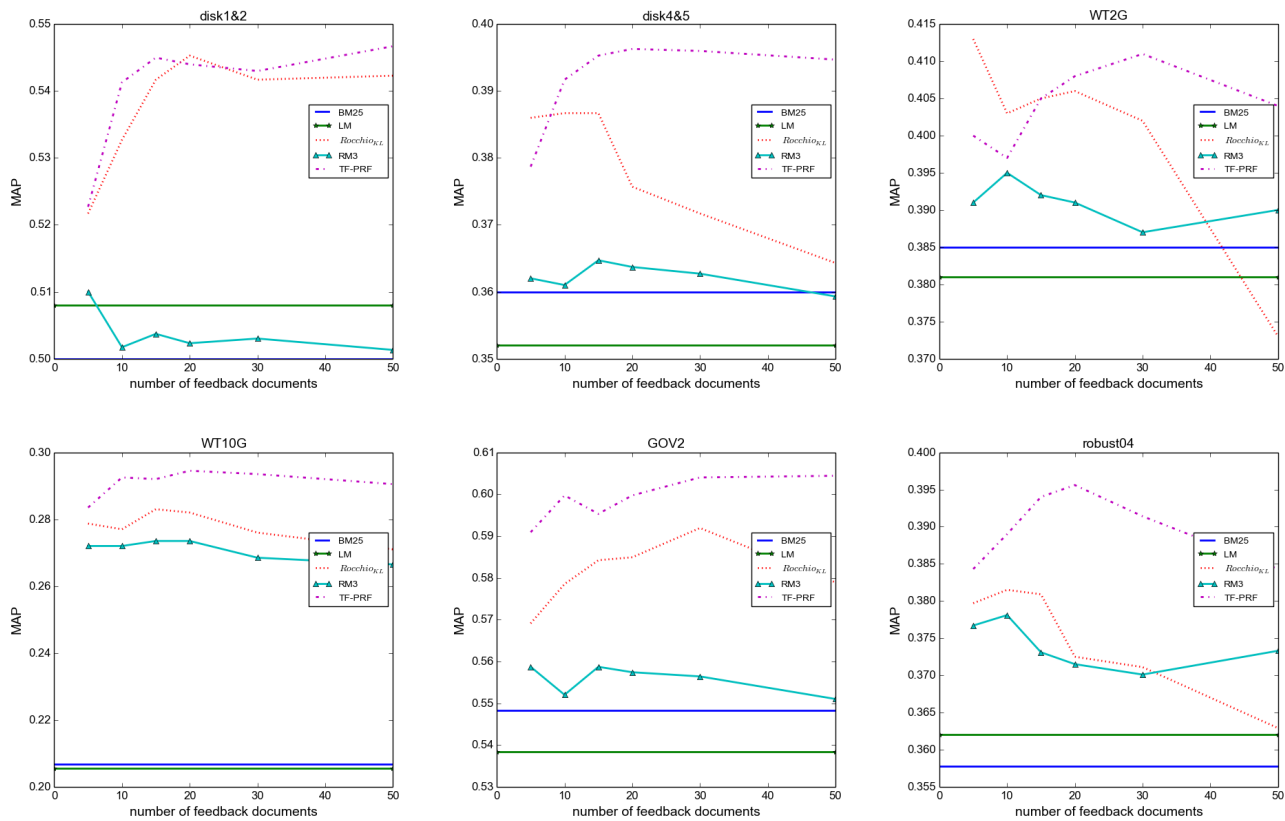 disk1&2
0.55
0.54
0.53
0.52
0.51
0.50
MAP
0 10 20 30 40 50
number of feedback documents
BM25
LM
Rocchio_KL
RM3
TF-PRF
disk4&5
0.40
0.39
0.38
0.37
0.36
0.35
MAP
0 10 20 30 40 50
number of feedback documents
BM25
LM
Rocchio_KL
RM3
TF-PRF
WT2G
0.415
0.410
0.405
0.400
0.395
0.390
0.385
0.380
0.375
0.370
MAP
0 10 20 30 40 50
number of feedback documents
BM25
LM
Rocchio_KL
RM3
TF-PRF
WT10G
0.30
0.28
0.26
0.24
0.22
0.20
MAP
0 10 20 30 40 50
number of feedback documents
BM25
LM
Rocchio_KL
RM3
TF-PRF
GOV2
0.61
0.60
0.59
0.58
0.57
0.56
0.55
0.54
0.53
MAP
0 10 20 30 40 50
number of feedback documents
BM25
LM
Rocchio_KL
RM3
TF-PRF
robust04
0.400
0.395
0.390
0.385
0.380
0.375
0.370
0.365
0.360
0.355
MAP
0 10 20 30 40 50
number of feedback documents
BM25
LM
Rocchio_KL
RM3
TF-PRF